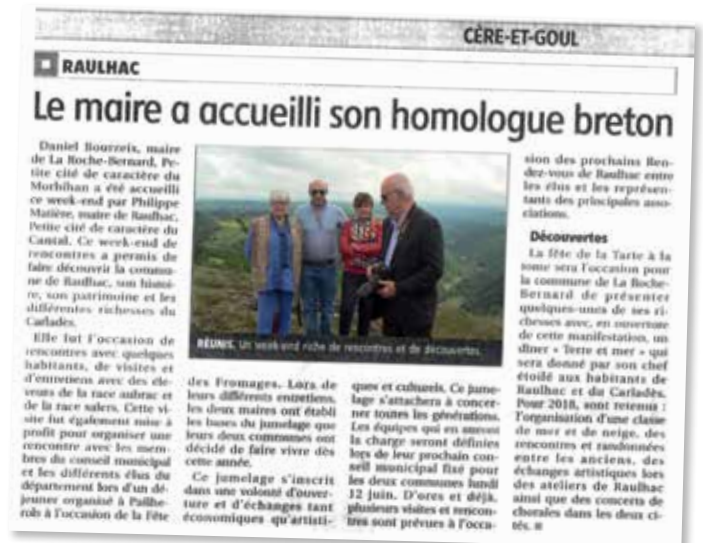 CÈRE-ET-GOUL
RAULHAC
Le maire a accueilli son homologue breton
Daniel Bourzeix, maire
de La Roche-Bernard, Pe-
tite cité de caractère du
Morbihan a été accueilli
ce week-end par Philippe
Matière, maire de Raulhac,
Petite cité de caractère du
Cantal. Ce week-end de
rencontres a permis de
faire découvrir la commu-
ne de Raulhac, son histoi-
re, son patrimoine et les
différentes richesses du
Carladès.
Elle fut l'occasion de
rencontres avec quelques
habitants, de visites et
d'entretiens avec des éle-
veurs de la race aubrac et
de la race salers. Cette vi-
site fut également mise à
profit pour organiser une
rencontre avec les mem-
bres du conseil municipal
et les différents élus du
département lors d'un dé-
jeuner organisé à Pailhe-
rols à l'occasion de la Fête
RÉUNIS. Un week-end riche de rencontres et de découvertes.
des Fromages. Lors de
leurs différents entretiens,
les deux maires ont établi
les bases du jumelage que
leurs deux communes ont
décidé de faire vivre dès
cette année.
Ce jumelage s'inscrit
dans une volonté d'ouver-
ture et d'échanges tant
économiques qu'artisti-
ques et culturels. Ce jume-
lage s'attachera à concer-
ner toutes les générations.
Les équipes qui en auront
la charge seront définies
lors de leur prochain con-
seil municipal fixé pour
les deux communes lundi
12 juin. D'ores et déjà,
plusieurs visites et rencon-
tres sont prévues à l'occa-
sion des prochains Ren-
dez-vous de Raulhac entre
les élus et les représen-
tants des principales asso-
ciations.
Découvertes
La fête de la Tarte à la
tome sera l'occasion pour
la commune de La Roche-
Bernard de présenter
quelques-unes de ses ri-
chesses avec, en ouverture
de cette manifestation, un
dîner « Terre et mer » qui
sera donné par son chef
étoilé aux habitants de
Raulhac et du Carladès.
Pour 2018, sont retenus :
l'organisation d'une classe
de mer et de neige, des
rencontres et randonnées
entre les anciens, des
échanges artistiques lors
des ateliers de Raulhac
ainsi que des concerts de
chorales dans les deux ci-
tés.